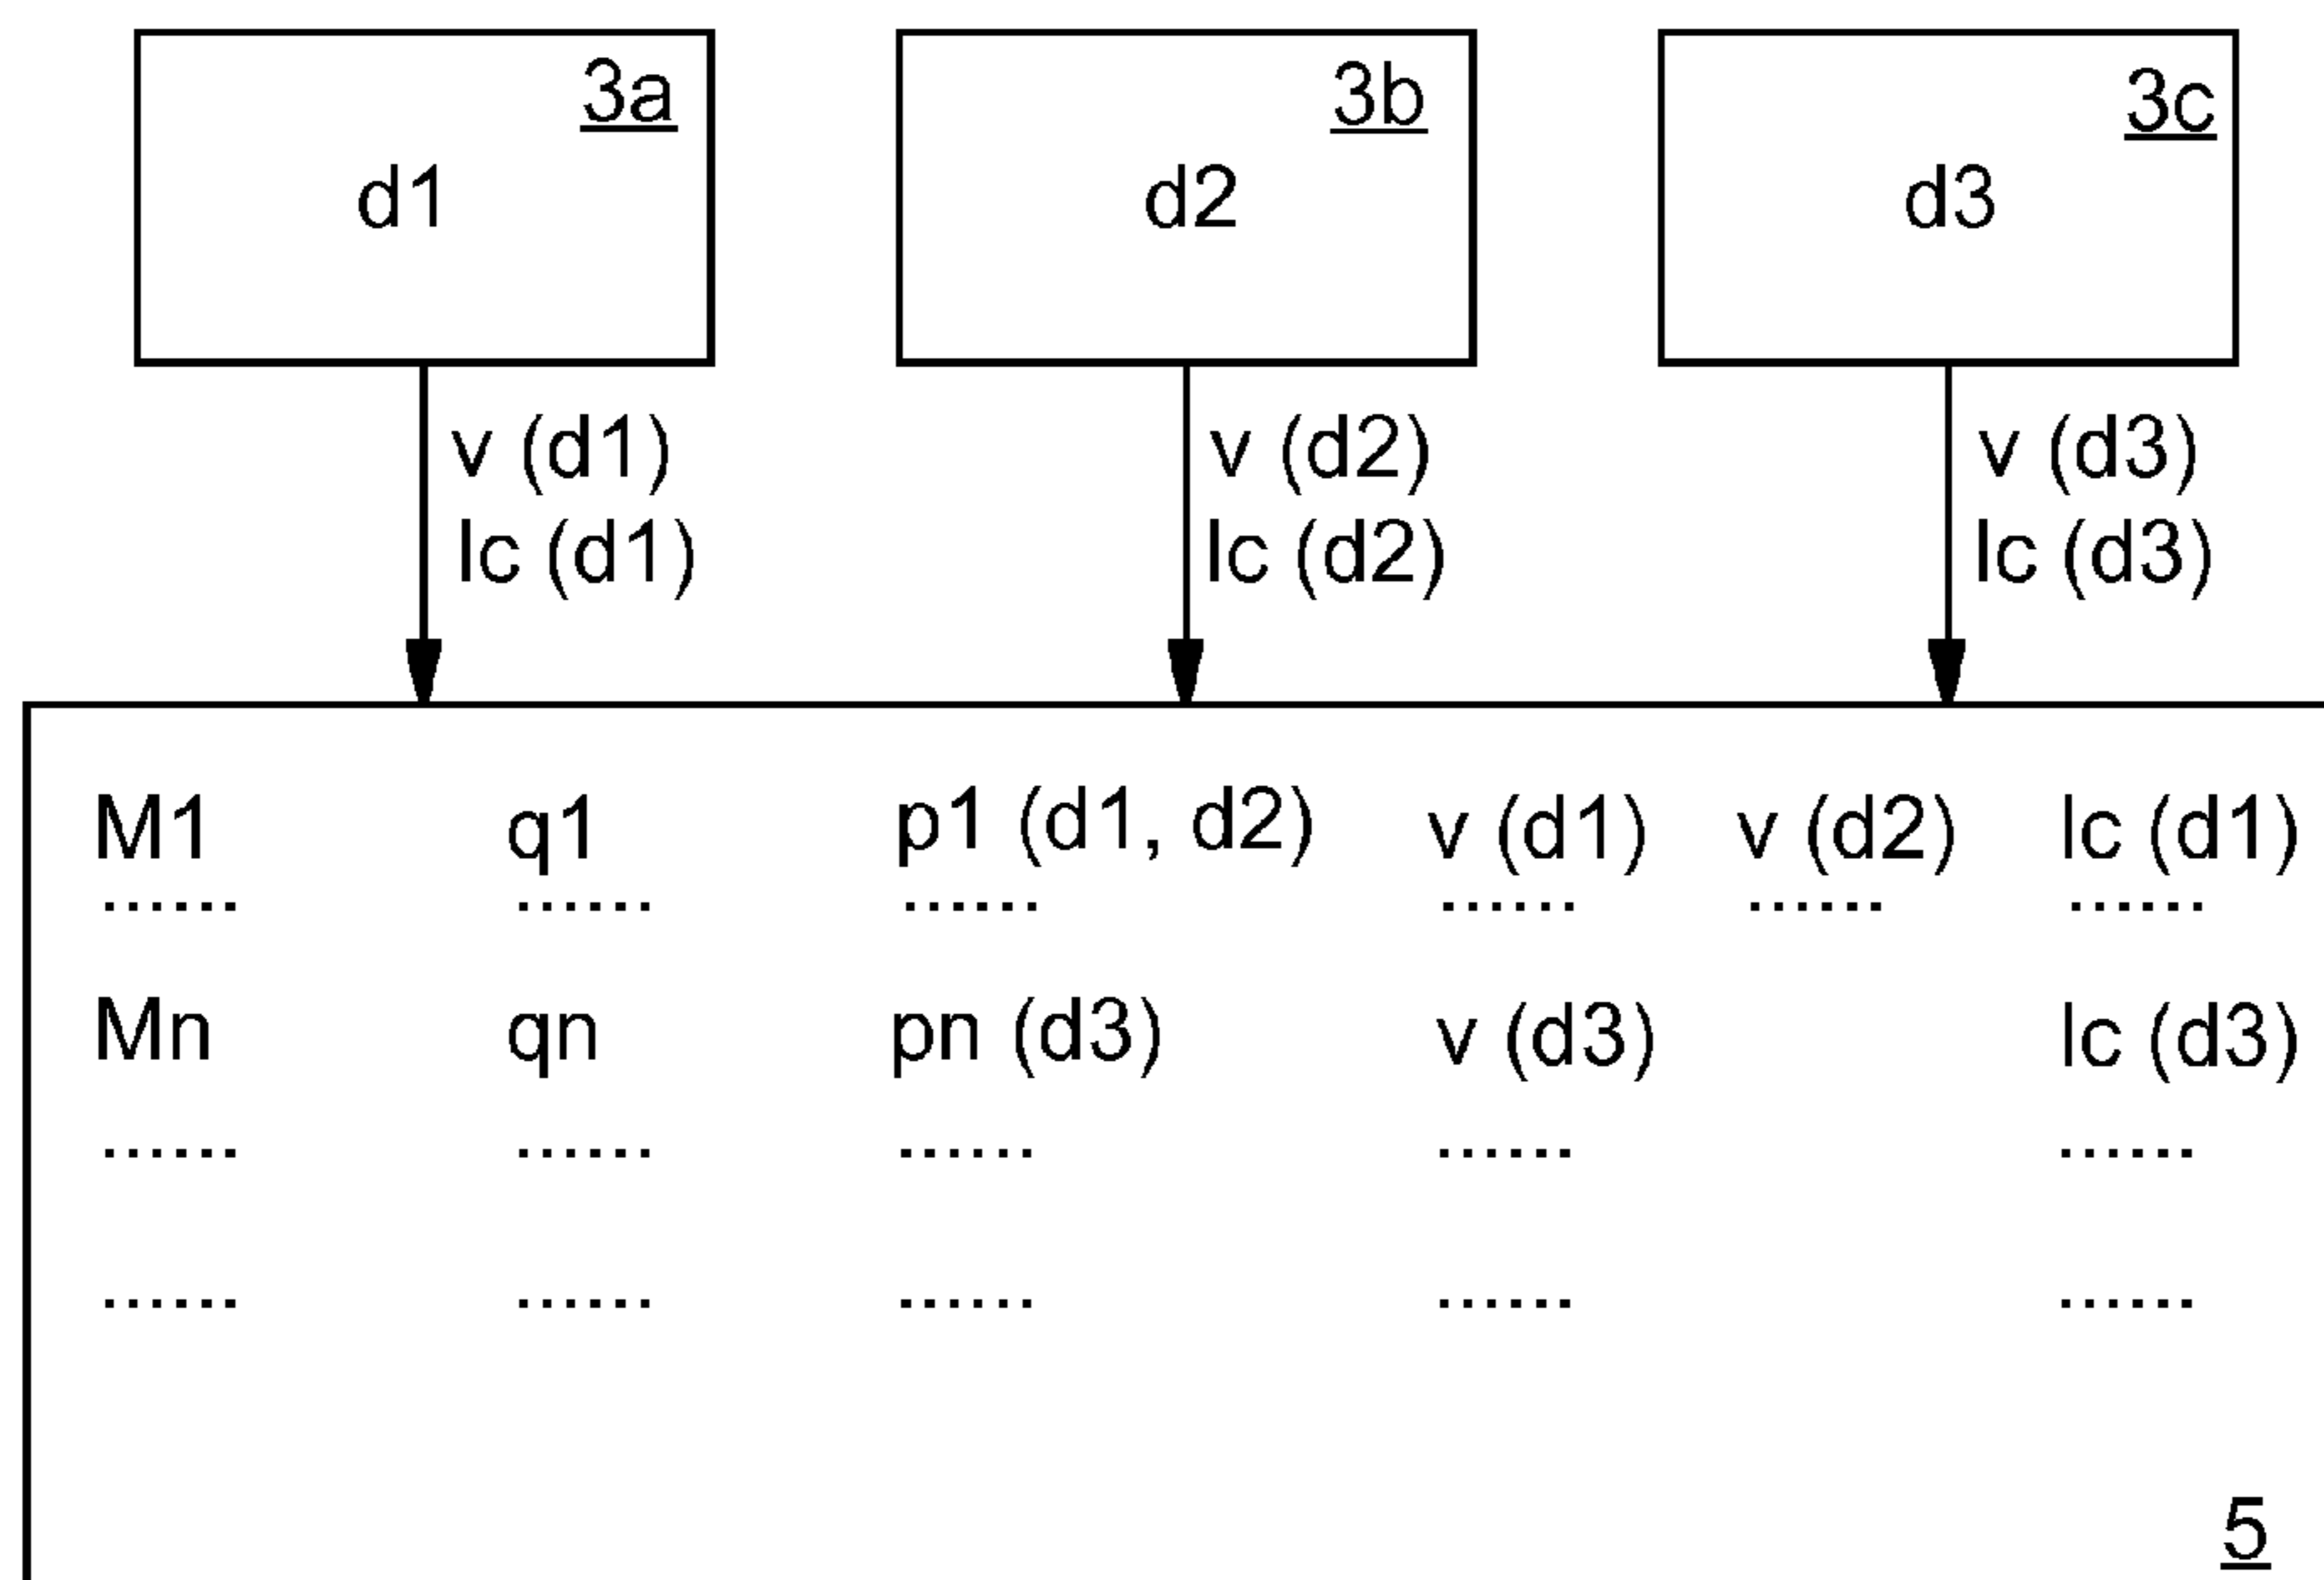 3a 3b 3c
d1 d2 d3
v (d1) v (d2) v (d3)
lc (d1) lc (d2) lc (d3)
M1 q1 p1 (d1, d2) v (d1) v (d2) lc (d1)
...... ...... ...... ...... ...... ......
Mn qn pn (d3) v (d3) lc (d3)
...... ...... ...... ...... ......
...... ...... ...... ...... ......
5